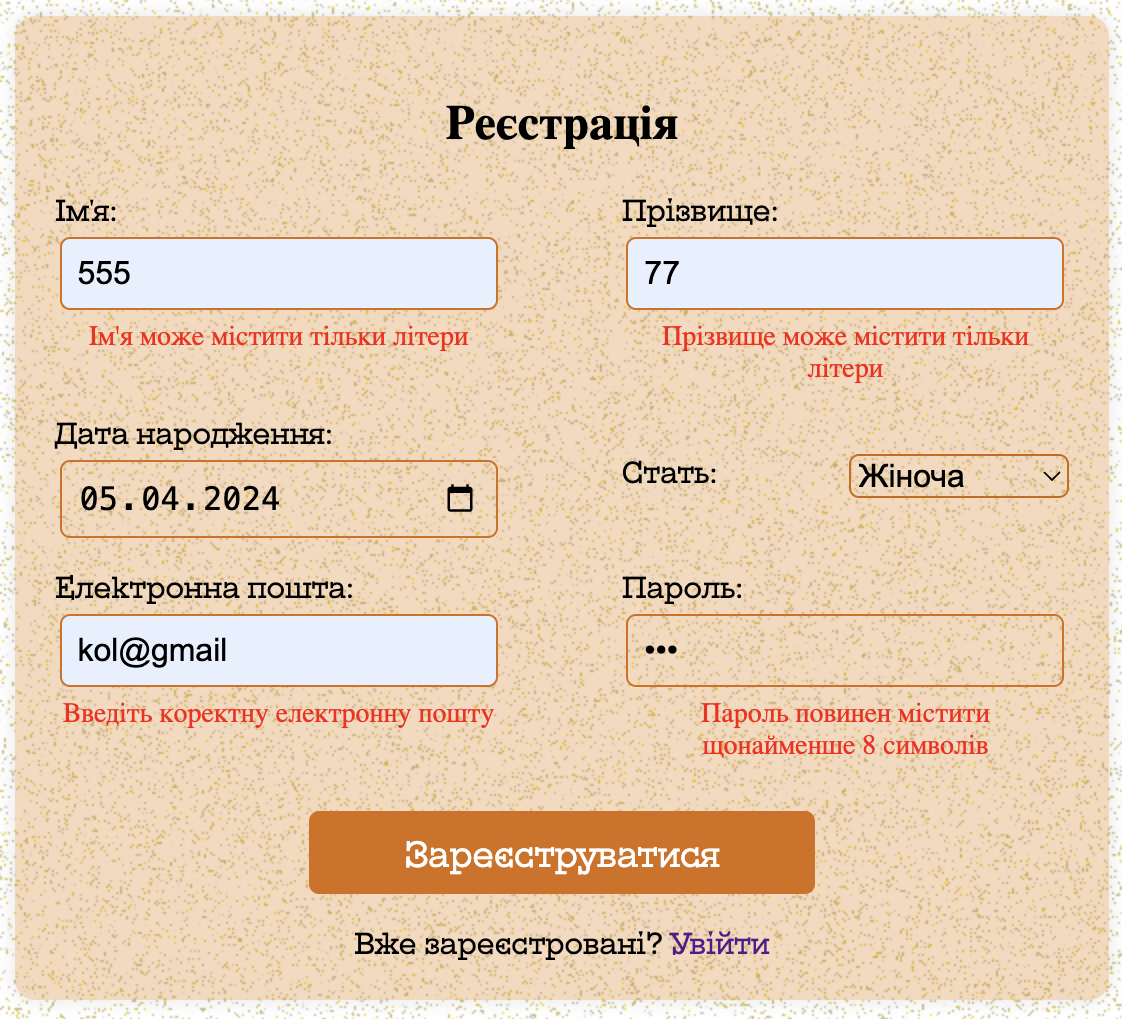 Реєстрація
Ім'я:
555
Ім'я може містити тільки літери
Прізвище:
77
Прізвище може містити тільки
літери
Дата народження:
05.04.2024
Стать:
Жіноча
Електронна пошта:
kol@gmail
Введіть коректну електронну пошту
Пароль:
•••
Пароль повинен містити
щонайменше 8 символів
Зареєструватися
Вже зареєстровані? Увійти